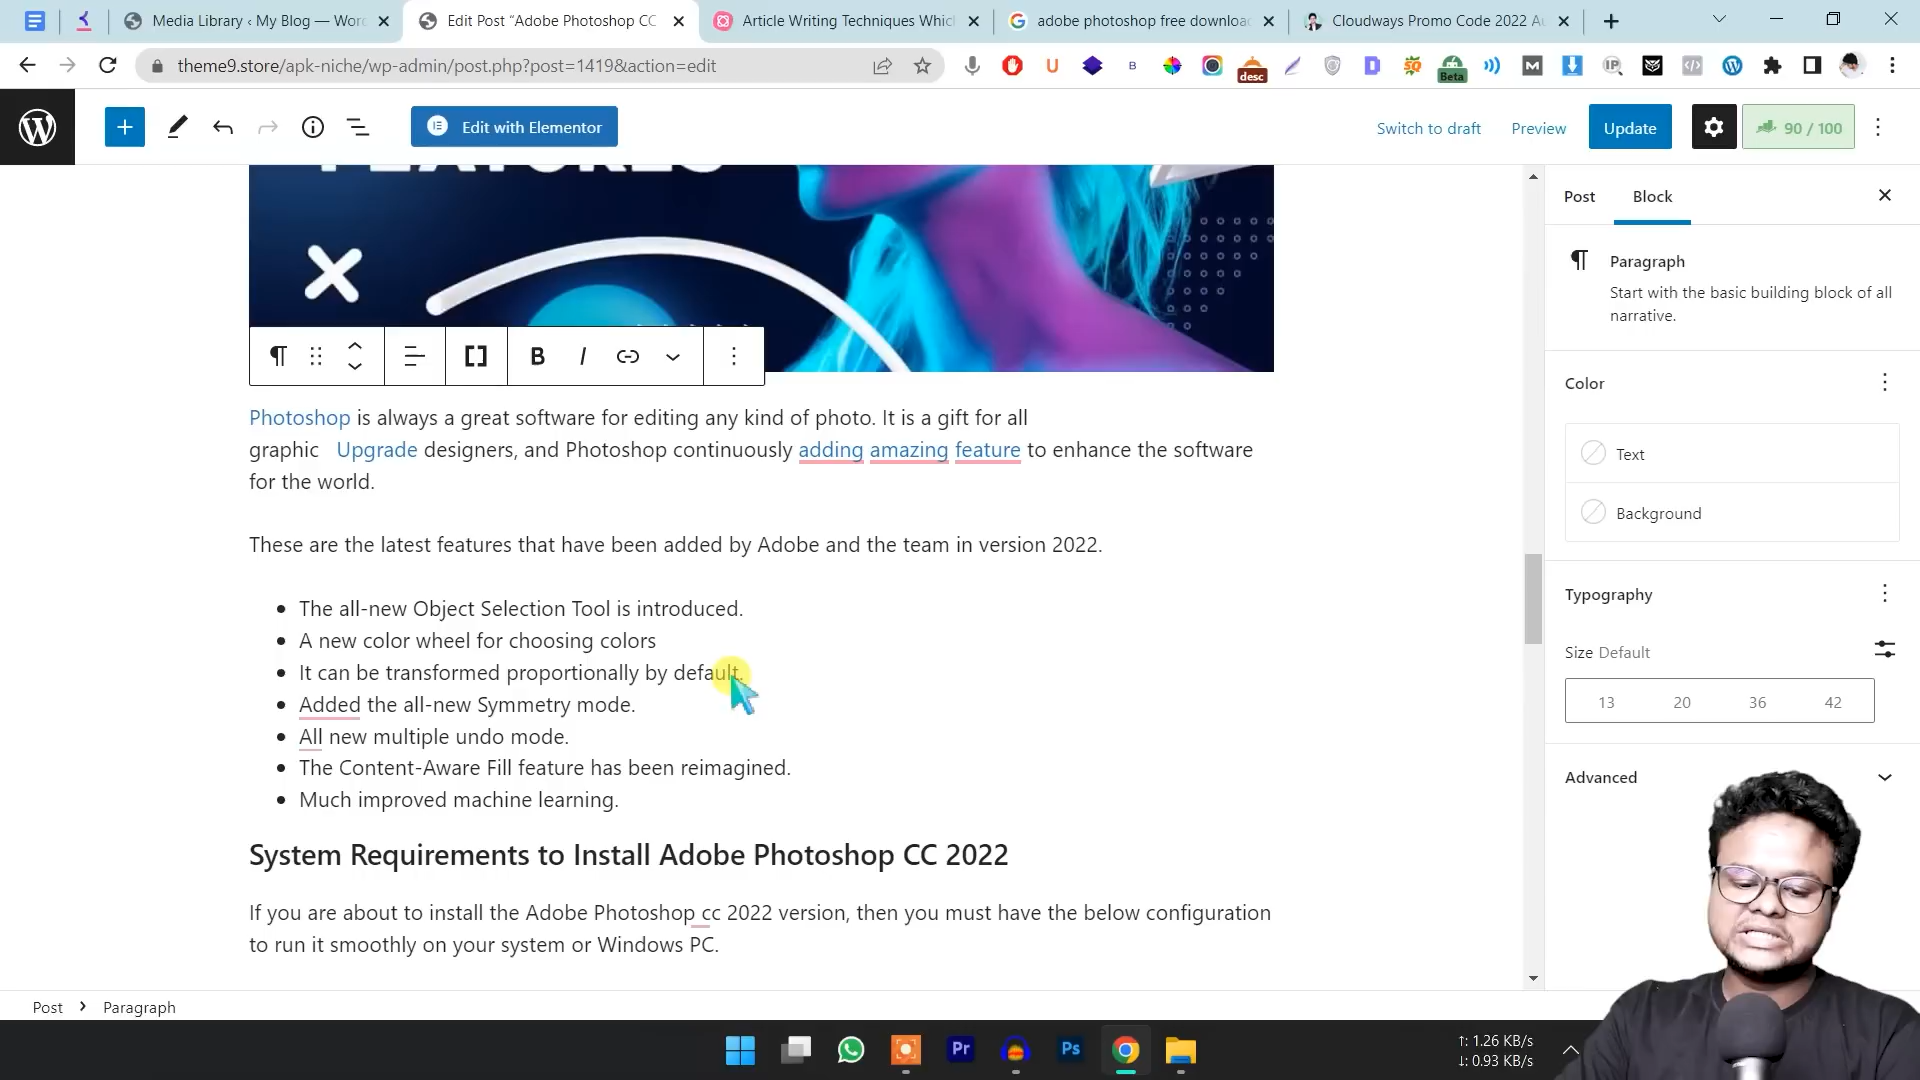 Media Library ‹ My Blog — Wor
Edit Post “Adobe Photoshop CC
Article Writing Techniques Whic
adobe photoshop free downloa
Cloudways Promo Code 2022 Au
theme9.store/apk-niche/wp-admin/post.php?post=1419&action=edit
desc
Beta
Edit with Elementor
Switch to draft
Preview
Update
90 / 100
FEATURES
Photoshop is always a great software for editing any kind of photo. It is a gift for all
graphic Upgrade designers, and Photoshop continuously adding amazing feature to enhance the software
for the world.
These are the latest features that have been added by Adobe and the team in version 2022.
The all-new Object Selection Tool is introduced.
A new color wheel for choosing colors
It can be transformed proportionally by default.
Added the all-new Symmetry mode.
All new multiple undo mode.
The Content-Aware Fill feature has been reimagined.
Much improved machine learning.
System Requirements to Install Adobe Photoshop CC 2022
If you are about to install the Adobe Photoshop cc 2022 version, then you must have the below configuration
to run it smoothly on your system or Windows PC.
Post
Block
Paragraph
Start with the basic building block of all
narrative.
Color
Text
Background
Typography
Size Default
13 20 36 42
Advanced
Post › Paragraph
Pr
Ps
↑: 1.26 KB/s
↓: 0.93 KB/s